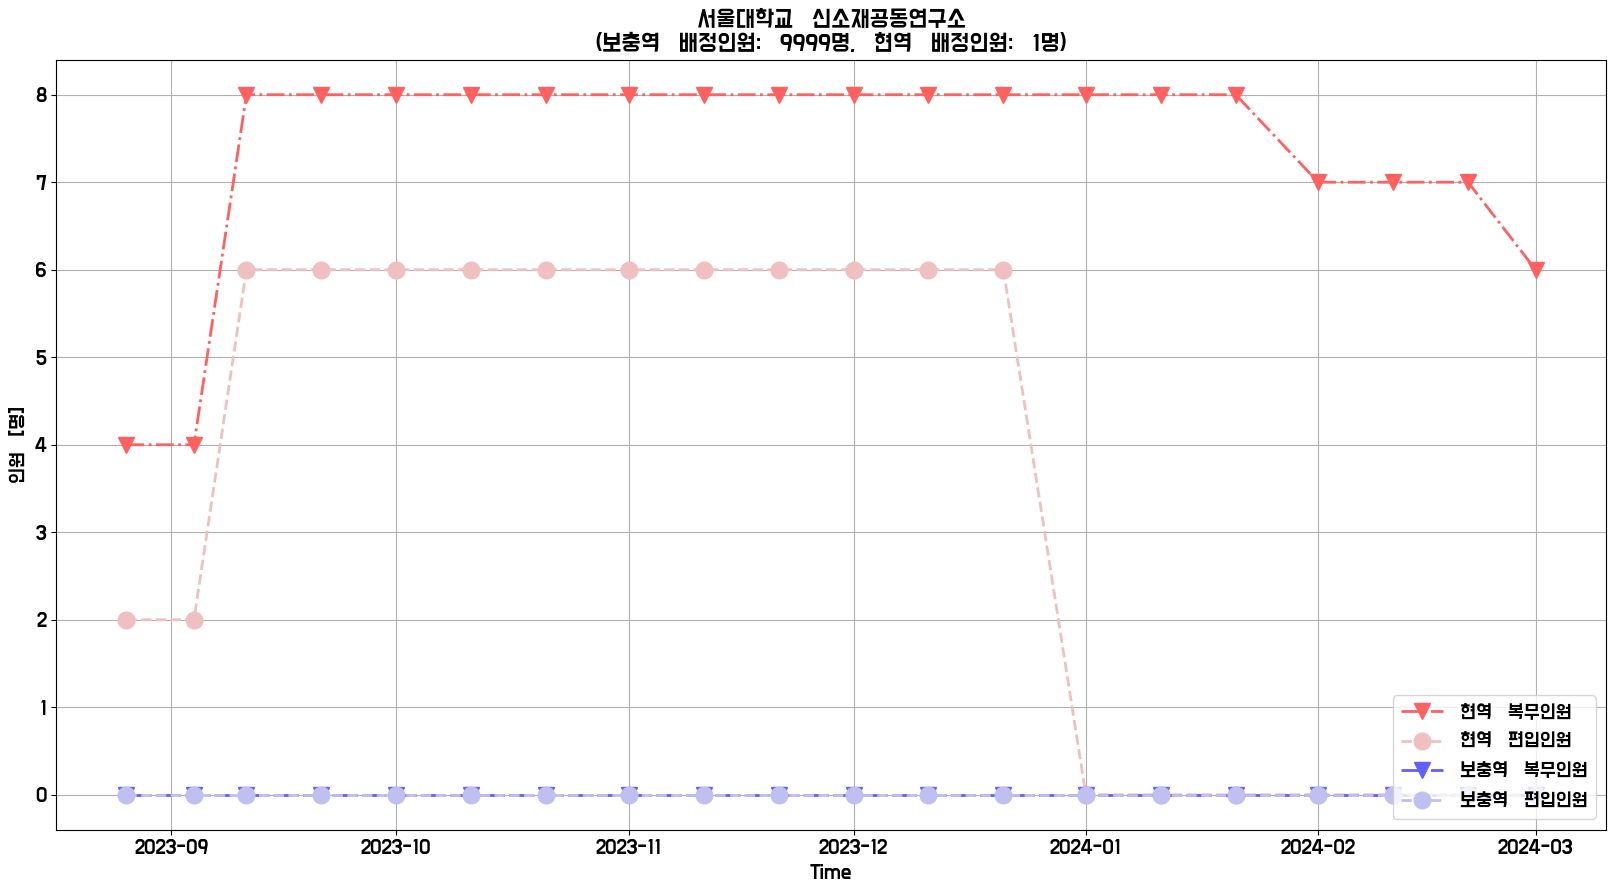 서울대학교 신소재공동연구소
(보충역 배정인원: 9999명, 현역 배정인원: 1명)
8
7
6
5
4
3
2
1
0
인원 [명]
2023-09 2023-10 2023-11 2023-12 2024-01 2024-02 2024-03
Time
현역 복무인원
현역 편입인원
보충역 복무인원
보충역 편입인원